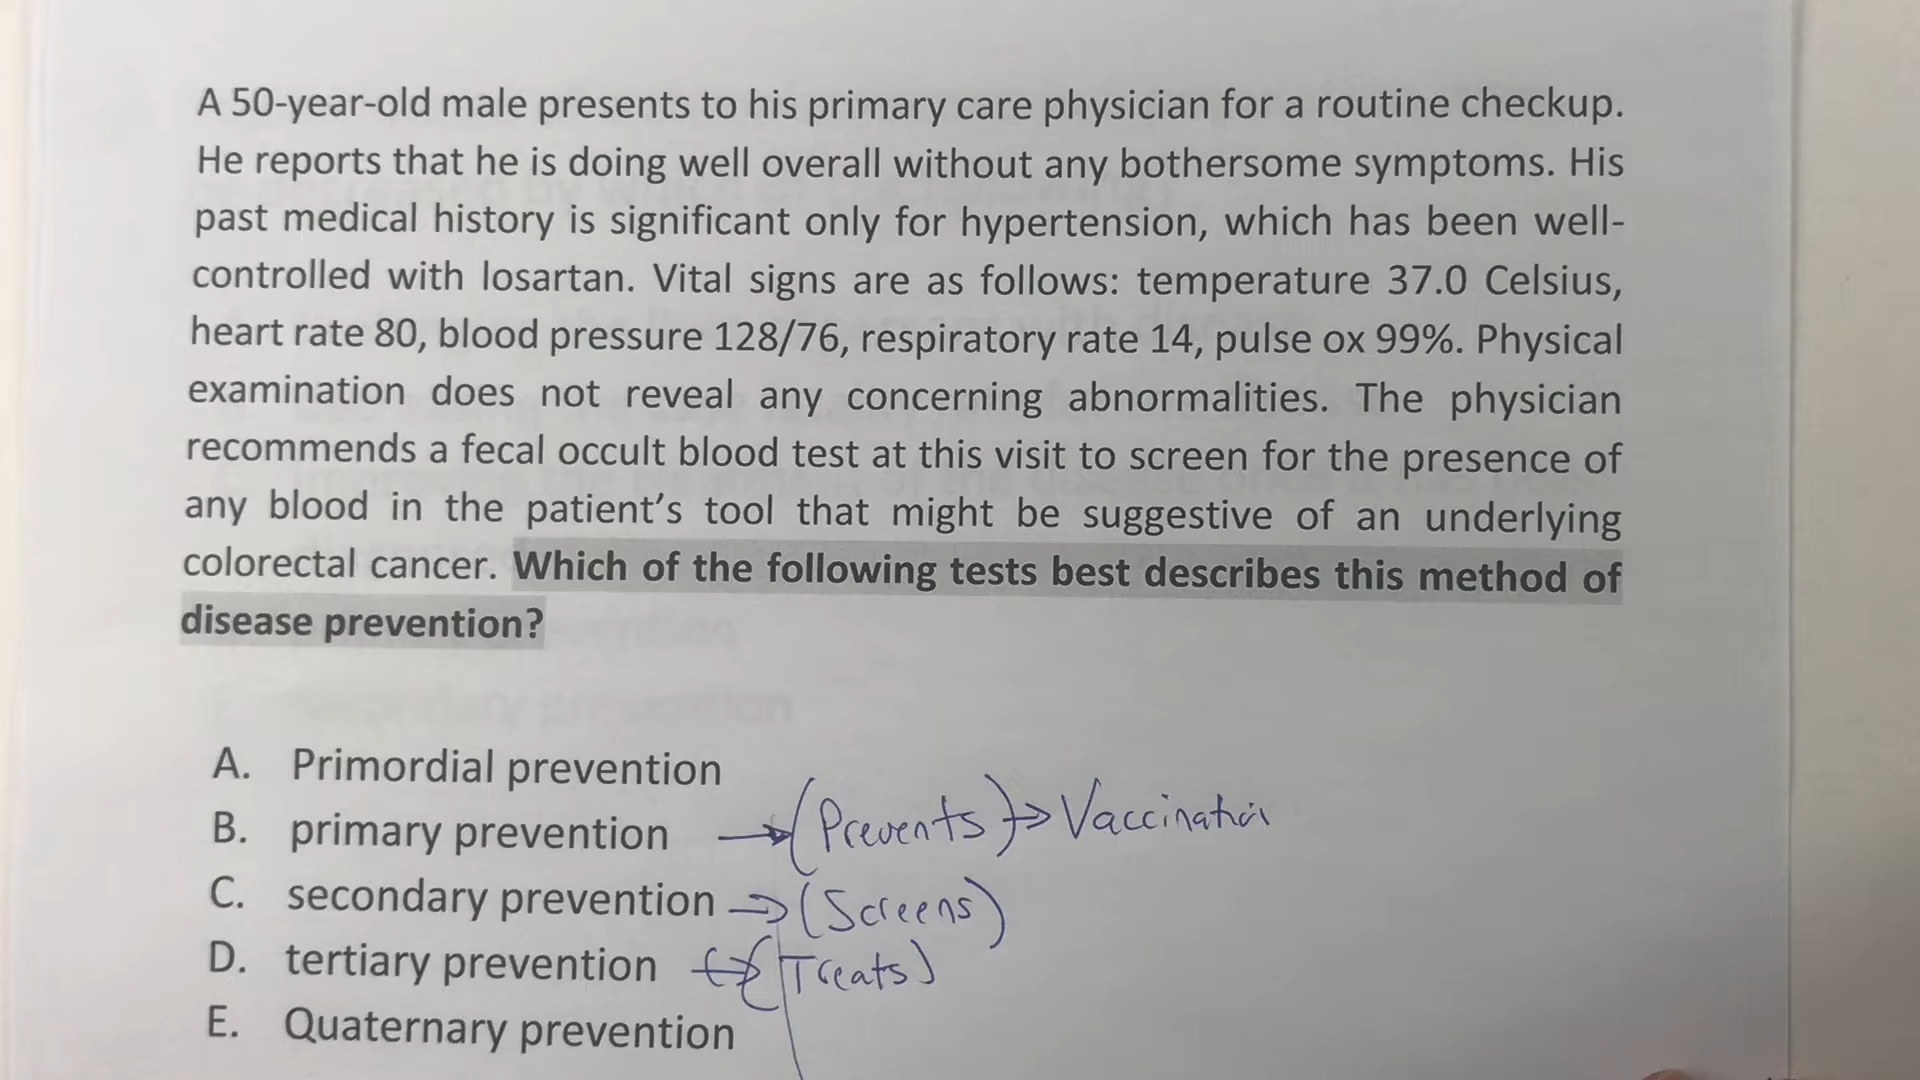 A 50-year-old male presents to his primary care physician for a routine checkup.
He reports that he is doing well overall without any bothersome symptoms. His
past medical history is significant only for hypertension, which has been well-
controlled with losartan. Vital signs are as follows: temperature 37.0 Celsius,
heart rate 80, blood pressure 128/76, respiratory rate 14, pulse ox 99%. Physical
examination does not reveal any concerning abnormalities. The physician
recommends a fecal occult blood test at this visit to screen for the presence of
any blood in the patient's tool that might be suggestive of an underlying
colorectal cancer. Which of the following tests best describes this method of
disease prevention?
A. Primordial prevention
B. primary prevention → (Prevents) → Vaccination
C. secondary prevention → (Screens)
D. tertiary prevention → (Treats)
E. Quaternary prevention